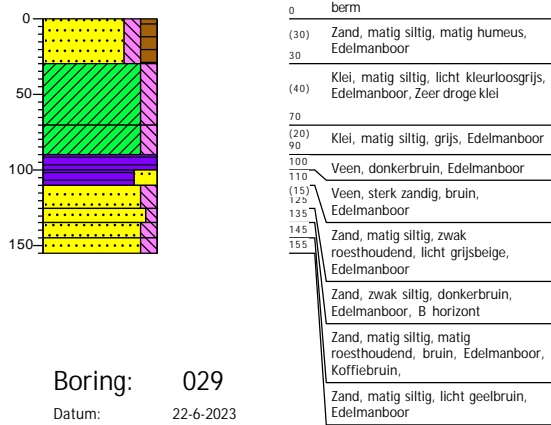 0
50
100
150
0 berm
(30) Zand, matig siltig, matig humeus,
Edelmanboor
30
(40) Klei, matig siltig, licht kleurloosgrijs,
Edelmanboor, Zeer droge klei
70
(20) Klei, matig siltig, grijs, Edelmanboor
90
100 Veen, donkerbruin, Edelmanboor
110
(15) Veen, sterk zandig, bruin,
Edelmanboor
125
135
145
155
Zand, matig siltig, zwak
roesthoudend, licht grijsbeige,
Edelmanboor
Zand, zwak siltig, donkerbruin,
Edelmanboor, B horizont
Zand, matig siltig, matig
roesthoudend, bruin, Edelmanboor,
Koffiebruin,
Zand, matig siltig, licht geelbruin,
Edelmanboor
Boring: 029
Datum: 22-6-2023